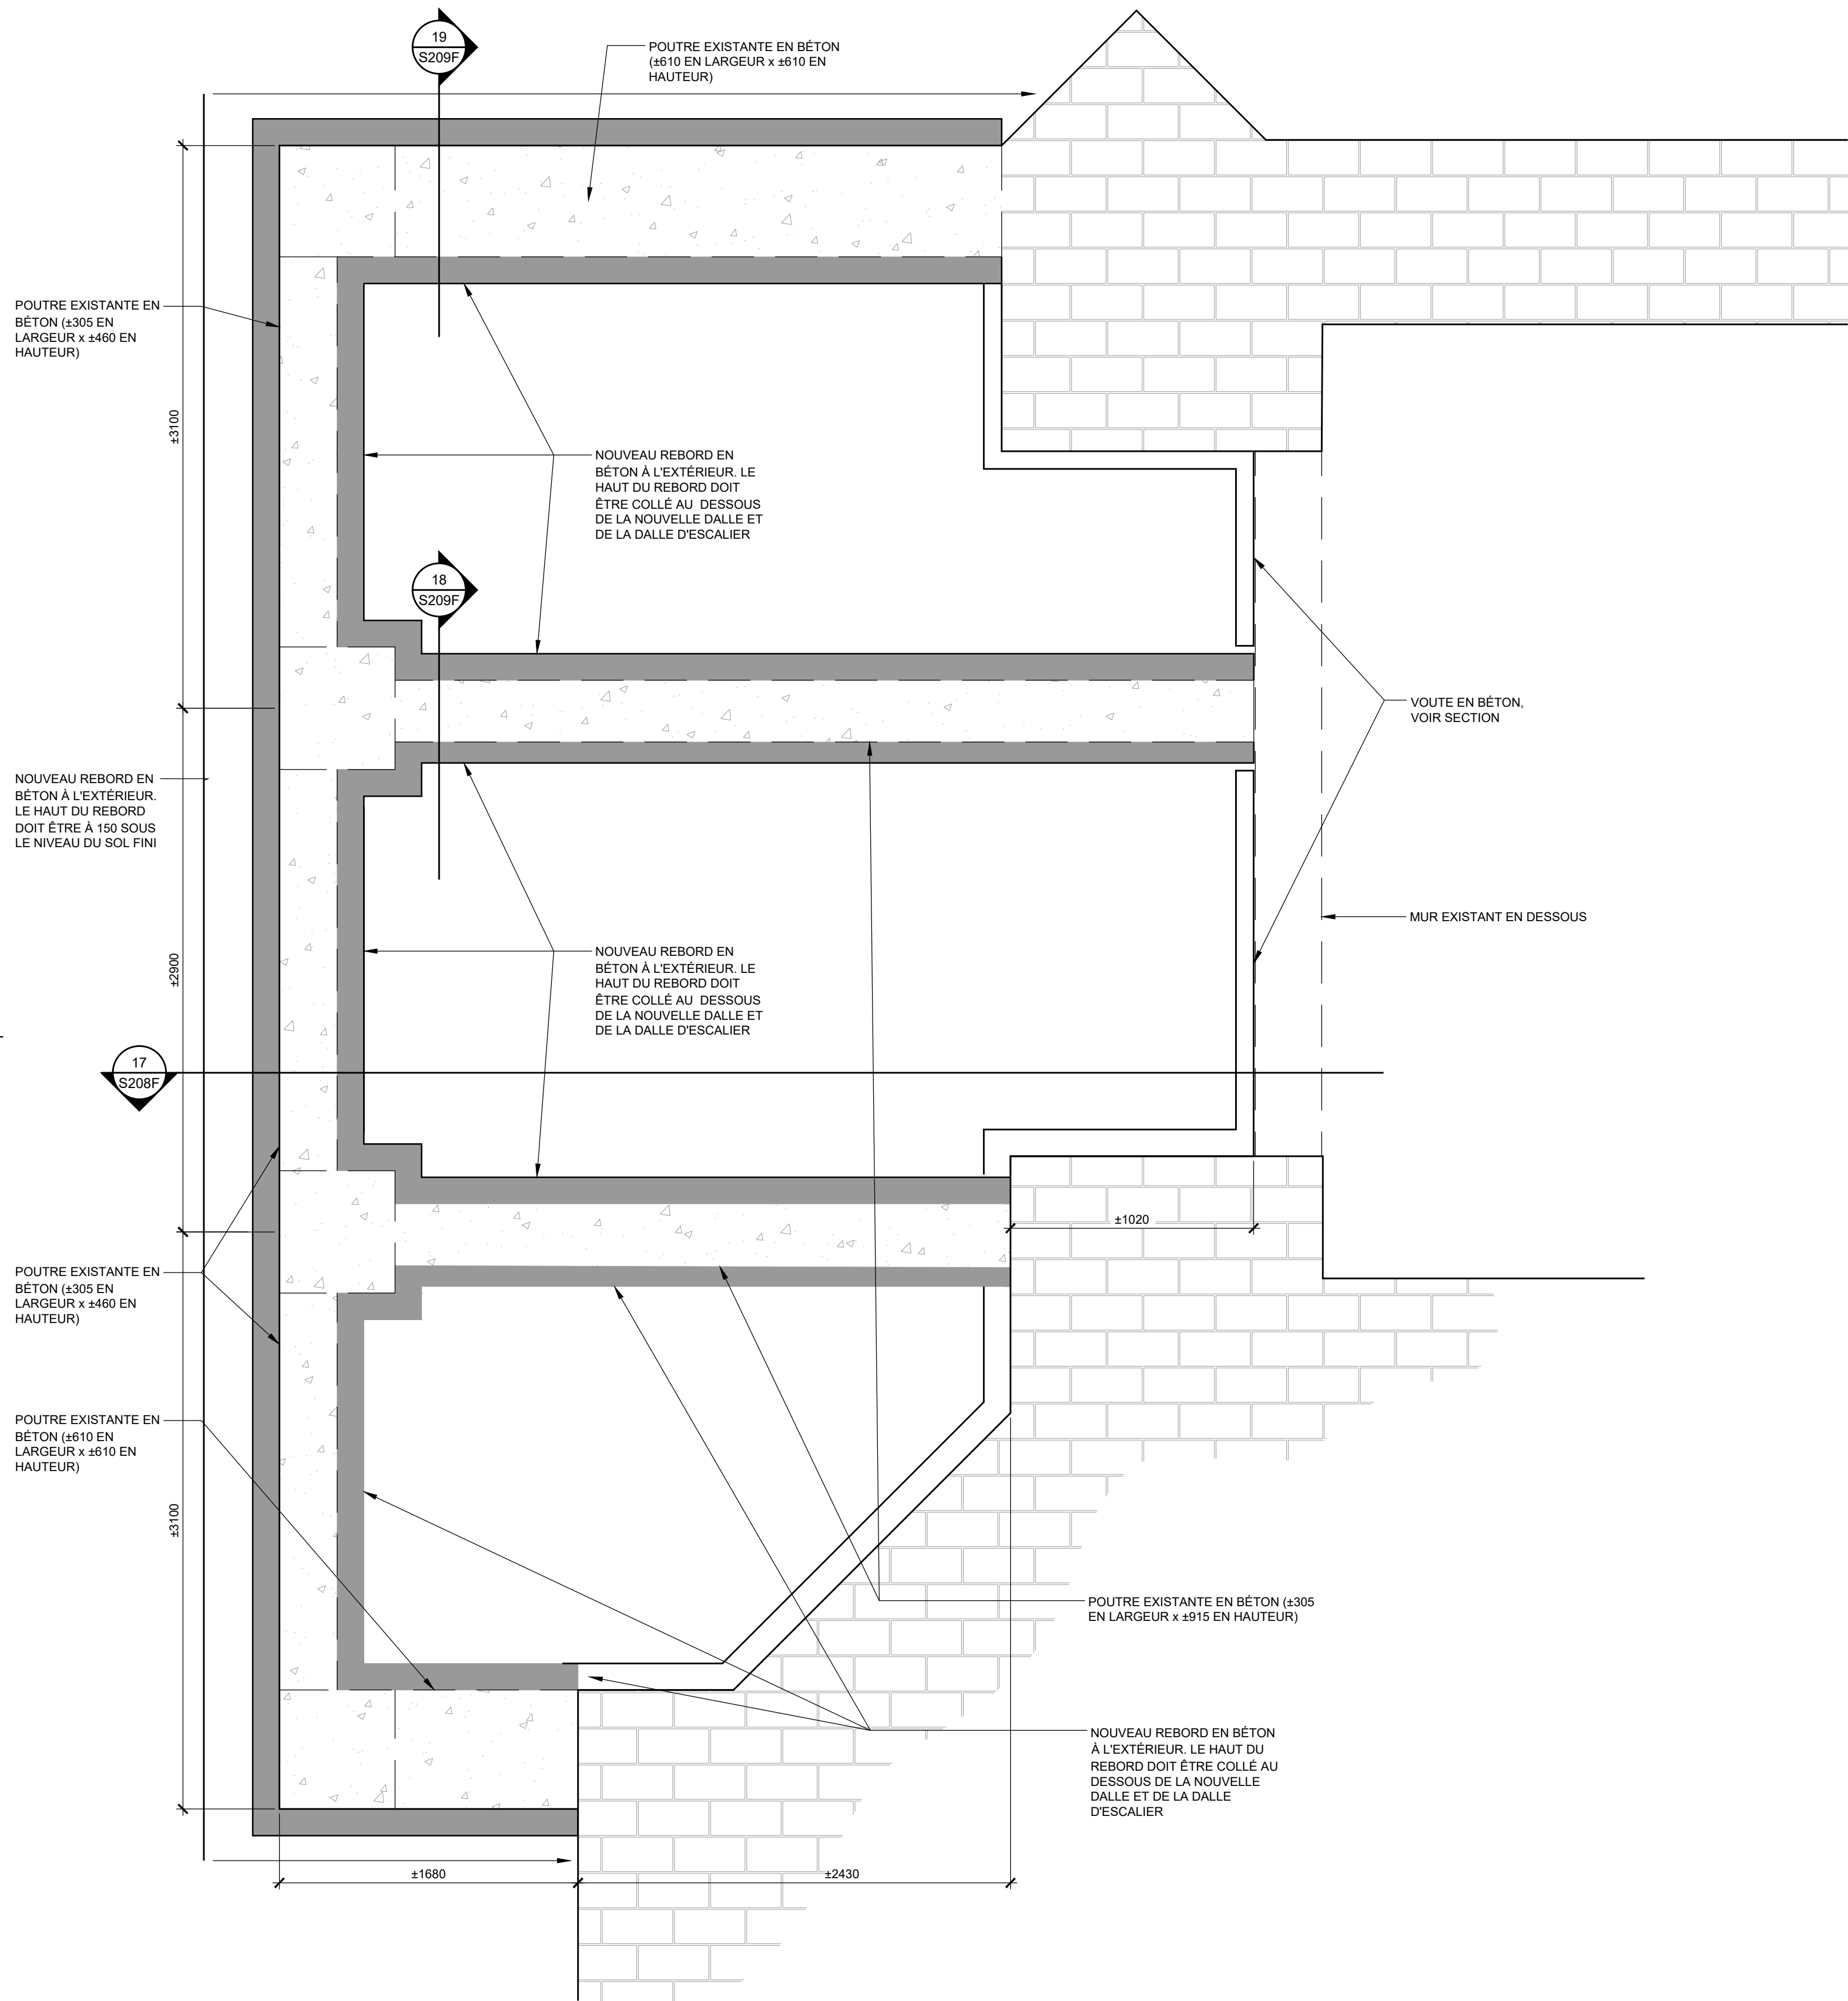 19
S209F
POUTRE EXISTANTE EN BÉTON
(±610 EN LARGEUR x ±610 EN
HAUTEUR)
POUTRE EXISTANTE EN
BÉTON (±305 EN
LARGEUR x ±460 EN
HAUTEUR)
±3100
NOUVEAU REBORD EN
BÉTON À L'EXTÉRIEUR. LE
HAUT DU REBORD DOIT
ÊTRE COLLÉ AU DESSOUS
DE LA NOUVELLE DALLE ET
DE LA DALLE D'ESCALIER
18
S209F
VOUTE EN BÉTON,
VOIR SECTION
NOUVEAU REBORD EN
BÉTON À L'EXTÉRIEUR.
LE HAUT DU REBORD
DOIT ÊTRE À 150 SOUS
LE NIVEAU DU SOL FINI
MUR EXISTANT EN DESSOUS
±2900
NOUVEAU REBORD EN
BÉTON À L'EXTÉRIEUR. LE
HAUT DU REBORD DOIT
ÊTRE COLLÉ AU DESSOUS
DE LA NOUVELLE DALLE ET
DE LA DALLE D'ESCALIER
17
S208F
±1020
POUTRE EXISTANTE EN
BÉTON (±305 EN
LARGEUR x ±460 EN
HAUTEUR)
POUTRE EXISTANTE EN
BÉTON (±610 EN
LARGEUR x ±610 EN
HAUTEUR)
±3100
POUTRE EXISTANTE EN BÉTON (±305
EN LARGEUR x ±915 EN HAUTEUR)
NOUVEAU REBORD EN BÉTON
À L'EXTÉRIEUR. LE HAUT DU
REBORD DOIT ÊTRE COLLÉ AU
DESSOUS DE LA NOUVELLE
DALLE ET DE LA DALLE
D'ESCALIER
±1680
±2430